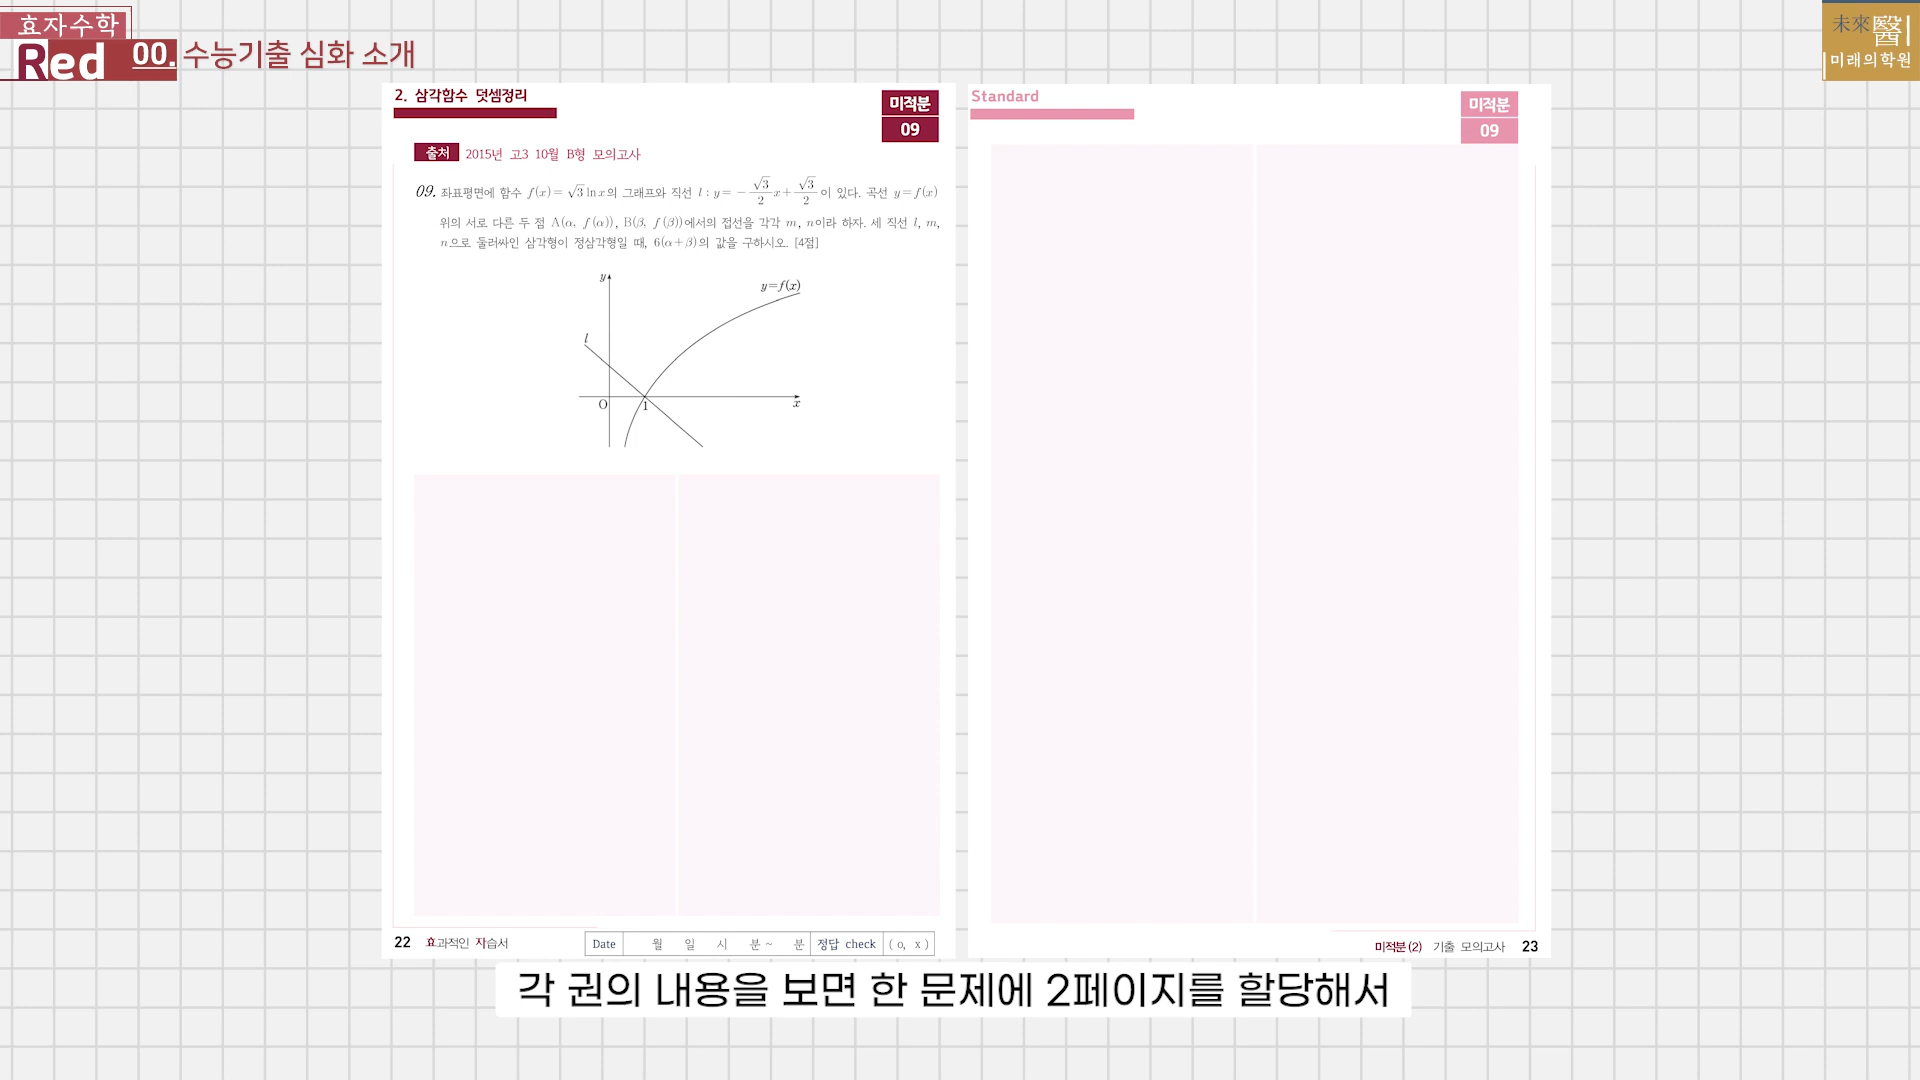 효자수학
Red 00. 수능기출 심화 소개
未來醫
미래의학원
2. 삼각함수 덧셈정리
미적분
09
출처 2015년 고3 10월 B형 모의고사
09. 좌표평면에 함수 f(x)=√3 ln x의 그래프와 직선 l : y=-√3/2 x+√3/2 이 있다. 곡선 y=f(x)
위의 서로 다른 두 점 A(α, f(α)), B(β, f(β))에서의 접선을 각각 m, n이라 하자. 세 직선 l, m,
n으로 둘러싸인 삼각형이 정삼각형일 때, 6(α+β)의 값을 구하시오. [4점]
y
y=f(x)
l
O
1
x
22 효과적인 자습서
Date 월 일 시 분~ 분 정답 check ( o, x )
Standard
미적분
09
미적분(2) 기출 모의고사 23
각 권의 내용을 보면 한 문제에 2페이지를 할당해서